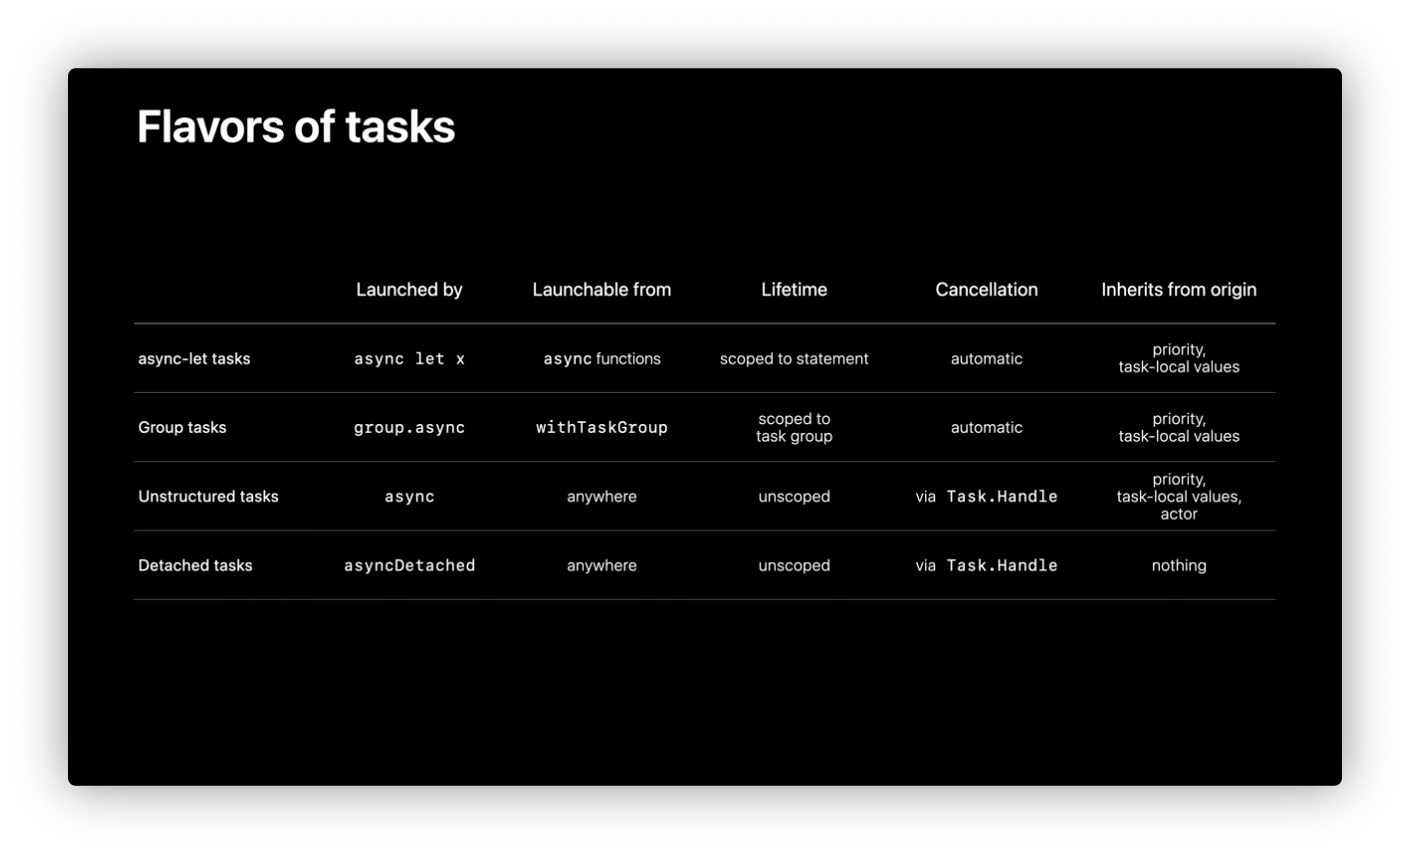 Flavors of tasks
Launched by Launchable from Lifetime Cancellation Inherits from origin
async-let tasks async let x async functions scoped to statement automatic priority,
task-local values
Group tasks group.async withTaskGroup scoped to
task group automatic priority,
task-local values
Unstructured tasks async anywhere unscoped via Task.Handle priority,
task-local values,
actor
Detached tasks asyncDetached anywhere unscoped via Task.Handle nothing